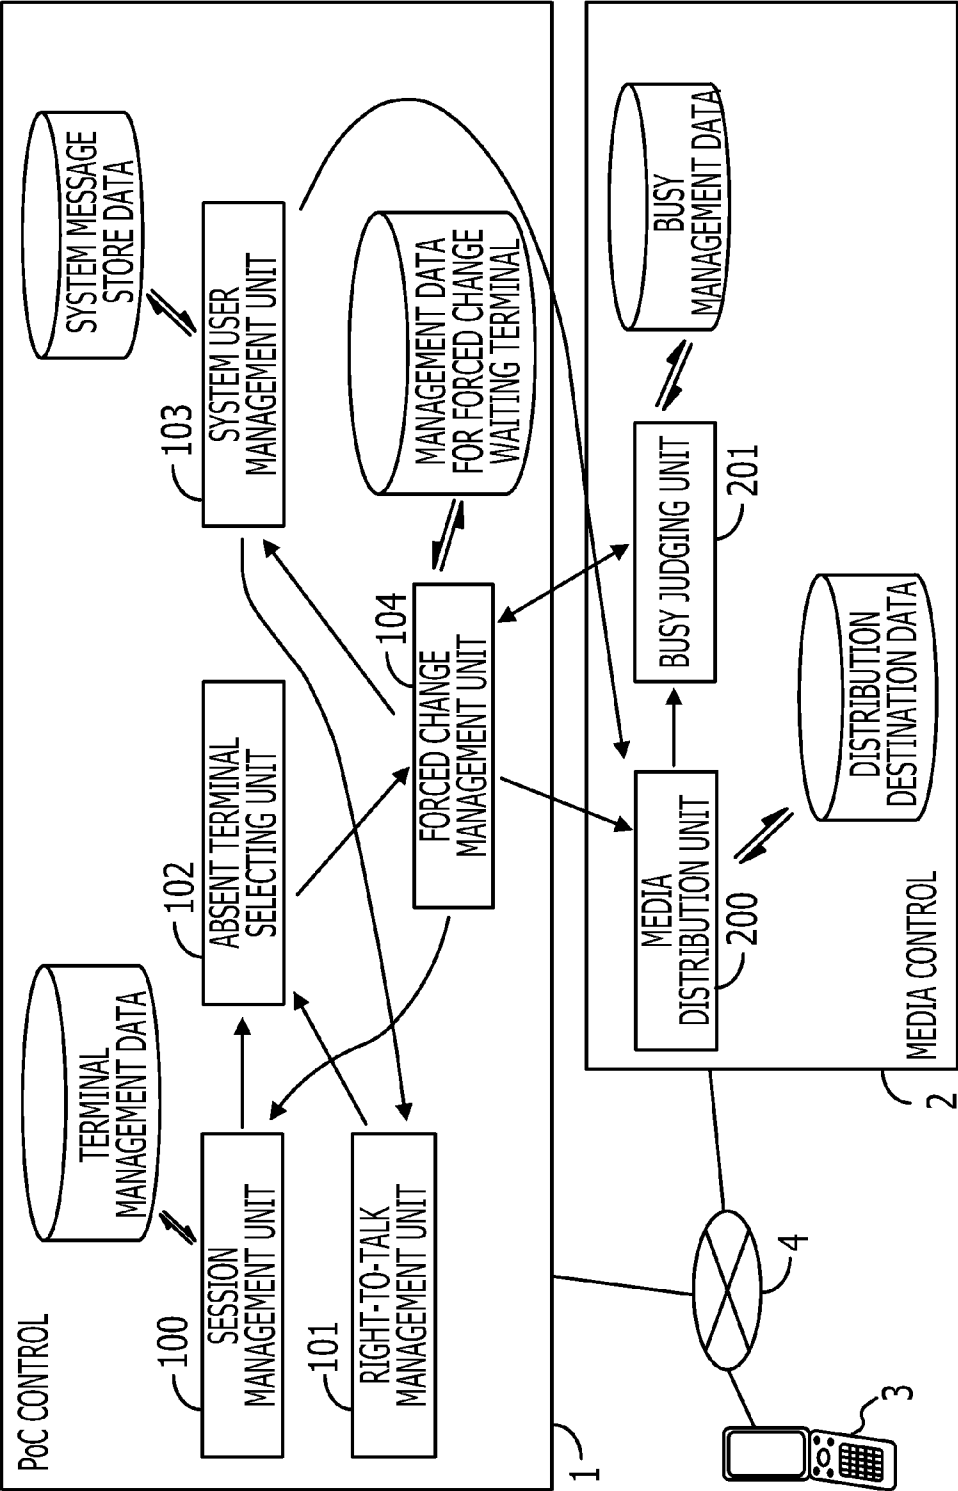 PoC CONTROL
TERMINAL
MANAGEMENT DATA
SYSTEM MESSAGE
STORE DATA
100
SESSION
MANAGEMENT UNIT
102
ABSENT TERMINAL
SELECTING UNIT
103
SYSTEM USER
MANAGEMENT UNIT
101
RIGHT-TO-TALK
MANAGEMENT UNIT
104
FORCED CHANGE
MANAGEMENT UNIT
MANAGEMENT DATA
FOR FORCED CHANGE
WAITING TERMINAL
1
MEDIA
DISTRIBUTION UNIT
200
BUSY JUDGING UNIT
201
BUSY
MANAGEMENT DATA
DISTRIBUTION
DESTINATION DATA
MEDIA CONTROL
2
4
3